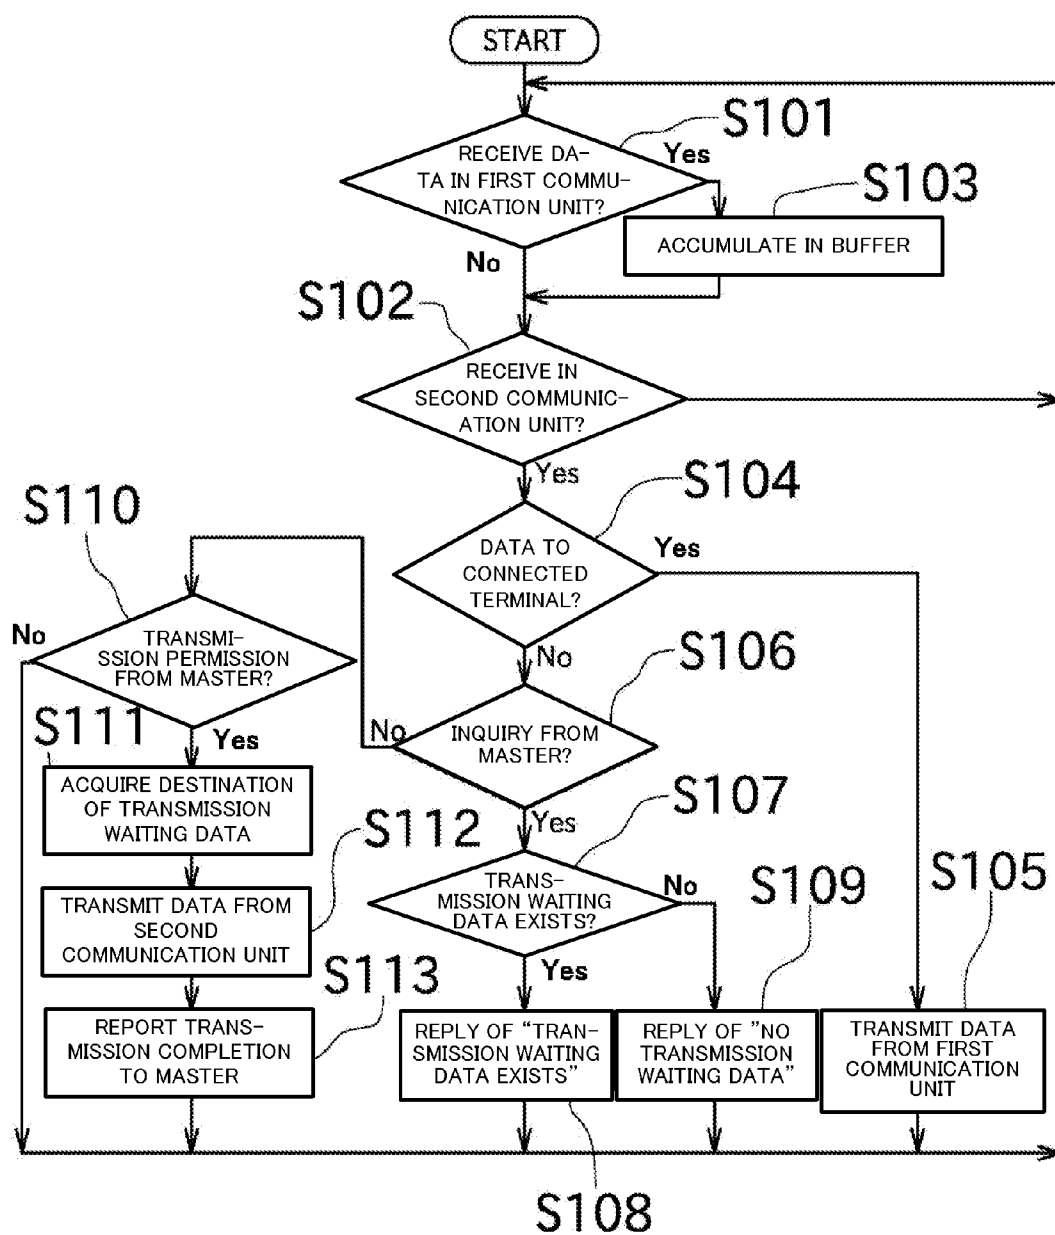 START
S101
RECEIVE DA-
TA IN FIRST COMMU-
NICATION UNIT?
Yes
S103
ACCUMULATE IN BUFFER
No
S102
RECEIVE IN
SECOND COMMUNIC-
ATION UNIT?
Yes
S104
DATA TO
CONNECTED
TERMINAL?
Yes
No
S110
TRANSMI-
SSION PERMISSION
FROM MASTER?
No
Yes
S106
INQUIRY FROM
MASTER?
No
Yes
S111
ACQUIRE DESTINATION
OF TRANSMISSION
WAITING DATA
S112
TRANSMIT DATA FROM
SECOND
COMMUNICATION UNIT
S113
REPORT TRANS-
MISSION COMPLETION
TO MASTER
S107
TRANS-
MISSION WAITING
DATA EXISTS?
No
Yes
S109
S105
REPLY OF “TRAN-
SMISSION WAITING
DATA EXISTS”
REPLY OF ”NO
TRANSMISSION
WAITING DATA”
TRANSMIT DATA
FROM FIRST
COMMUNICATION
UNIT
S108